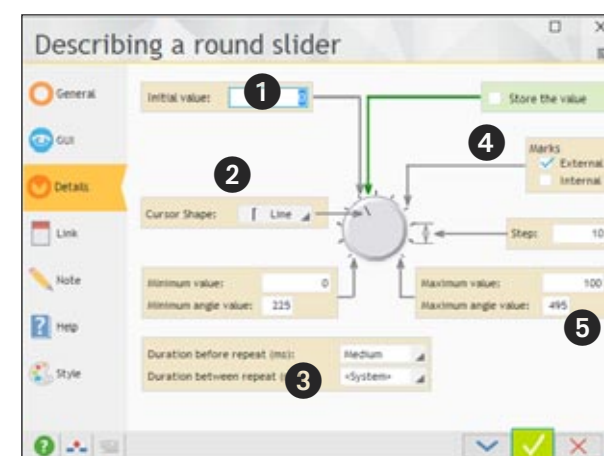 Describing a round slider
General
GUI
Details
Link
Note
Help
Style
Initial value: 0
1
Store the value
4
Marks
External
Internal
2
Cursor Shape: Line
Step: 10
Minimum value: 0
Minimum angle value: 225
Maximum value: 100
Maximum angle value: 495
5
Duration before repeat (ms): Medium
Duration between repeat <System>
3